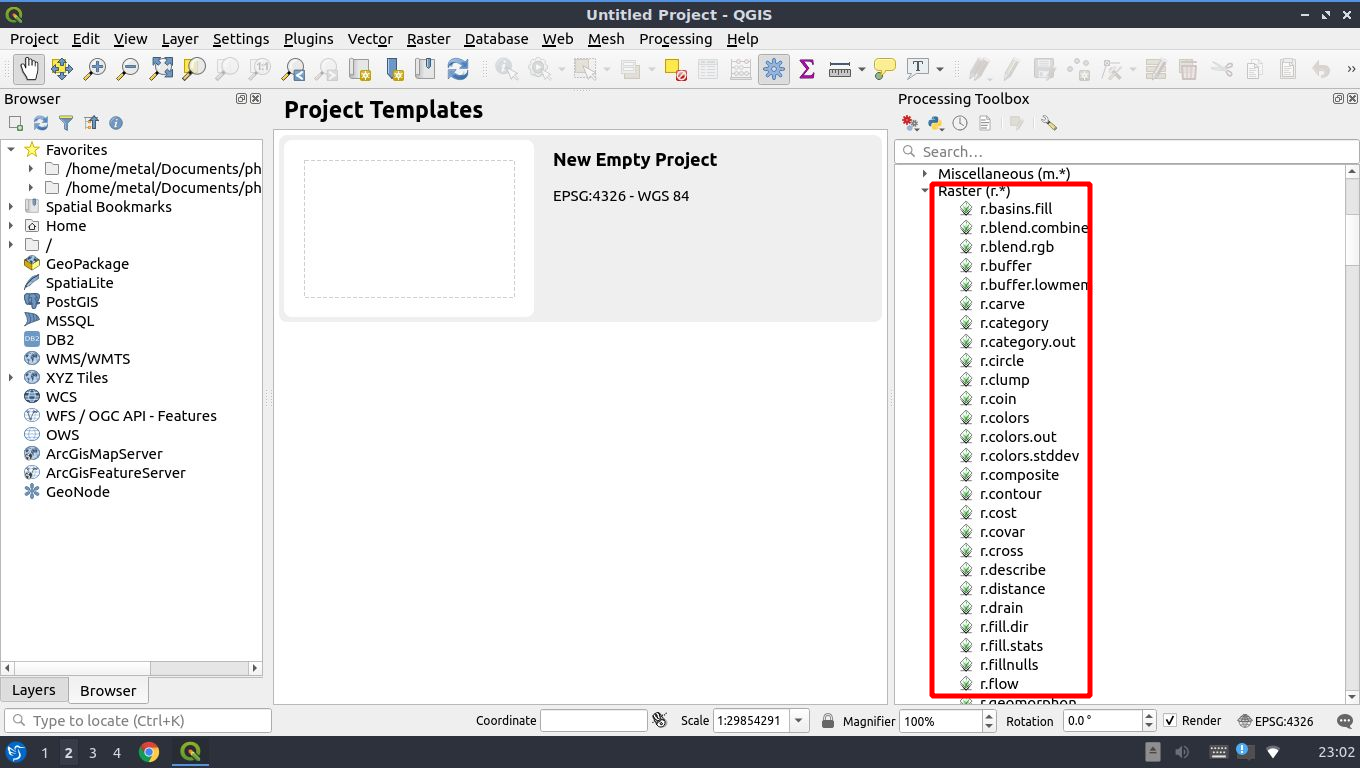 Untitled Project - QGIS
Project Edit View Layer Settings Plugins Vector Raster Database Web Mesh Processing Help
Browser
Favorites
/home/metal/Documents/ph
/home/metal/Documents/ph
Spatial Bookmarks
Home
/
GeoPackage
SpatiaLite
PostGIS
MSSQL
DB2 DB2
WMS/WMTS
XYZ Tiles
WCS
WFS / OGC API - Features
OWS
ArcGisMapServer
ArcGisFeatureServer
GeoNode
Layers Browser
Project Templates
New Empty Project
EPSG:4326 - WGS 84
Processing Toolbox
Search...
Miscellaneous (m.*)
Raster (r.*)
r.basins.fill
r.blend.combine
r.blend.rgb
r.buffer
r.buffer.lowmem
r.carve
r.category
r.category.out
r.circle
r.clump
r.coin
r.colors
r.colors.out
r.colors.stddev
r.composite
r.contour
r.cost
r.covar
r.cross
r.describe
r.distance
r.drain
r.fill.dir
r.fill.stats
r.fillnulls
r.flow
r.geomorphon
Type to locate (Ctrl+K) Coordinate Scale 1:29854291 Magnifier 100% Rotation 0.0 ° Render EPSG:4326
1 2 3 4 23:02